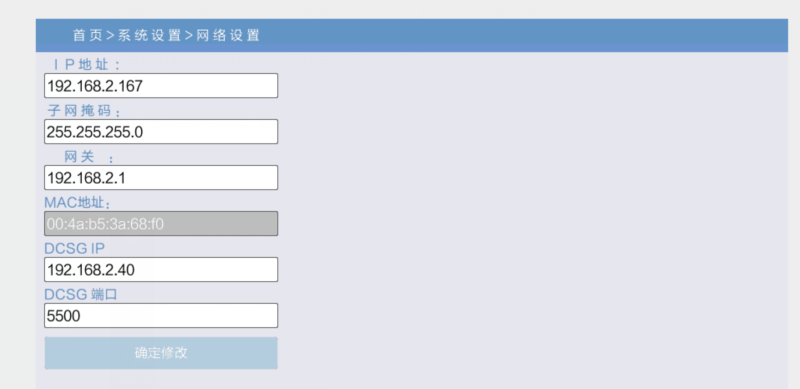 首页>系统设置>网络设置
IP地址：
192.168.2.167
子网掩码：
255.255.255.0
网关 ：
192.168.2.1
MAC地址：
00:4a:b5:3a:68:f0
DCSG IP
192.168.2.40
DCSG 端口
5500
确定修改